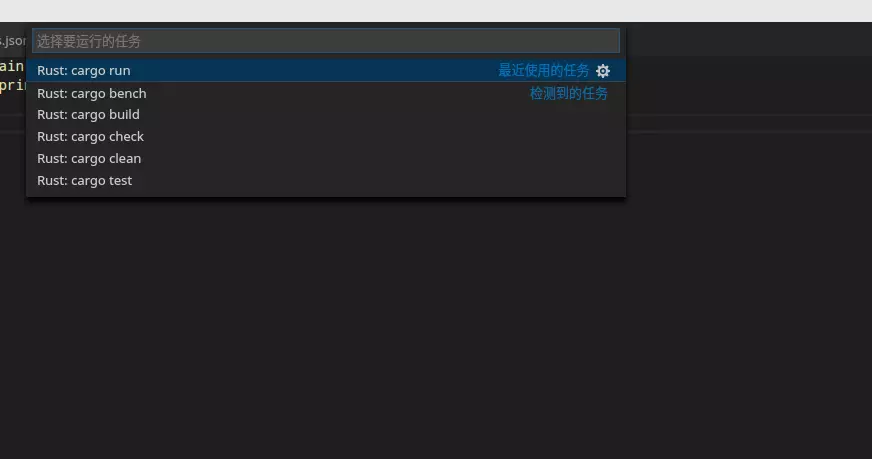 s.json
选择要运行的任务
ain
Rust: cargo run 最近使用的任务
prin
Rust: cargo bench 检测到的任务
Rust: cargo build
Rust: cargo check
Rust: cargo clean
Rust: cargo test